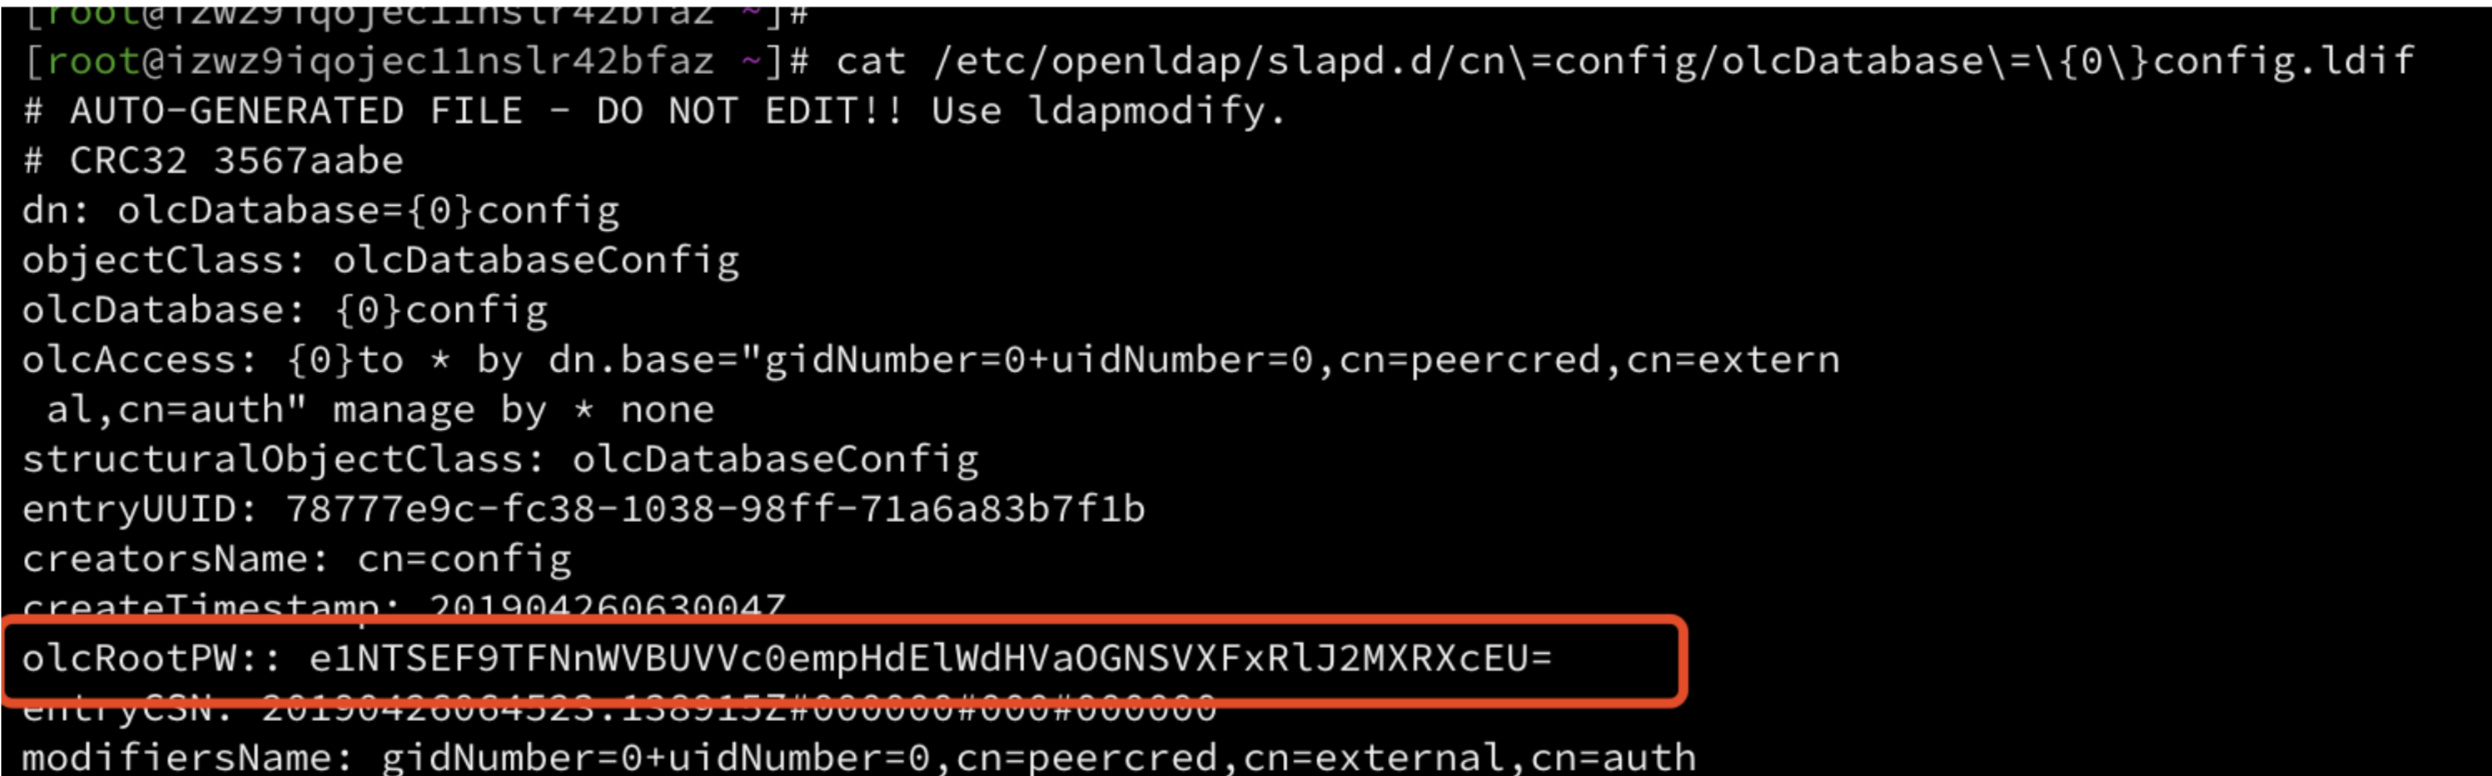 [root@izwz9iqojec11nslr42bfaz ~]#
[root@izwz9iqojec11nslr42bfaz ~]# cat /etc/openldap/slapd.d/cn\=config/olcDatabase\=\{0\}config.ldif
# AUTO-GENERATED FILE - DO NOT EDIT!! Use ldapmodify.
# CRC32 3567aabe
dn: olcDatabase={0}config
objectClass: olcDatabaseConfig
olcDatabase: {0}config
olcAccess: {0}to * by dn.base="gidNumber=0+uidNumber=0,cn=peercred,cn=extern
 al,cn=auth" manage by * none
structuralObjectClass: olcDatabaseConfig
entryUUID: 78777e9c-fc38-1038-98ff-71a6a83b7f1b
creatorsName: cn=config
createTimestamp: 20190426063004Z
olcRootPW:: e1NTSEF9TFNnWVBUVVc0empHdElWdHVaOGNSVXFxRlJ2MXRXcEU=
entryCSN: 20190426064523.138915Z#000000#000#000000
modifiersName: gidNumber=0+uidNumber=0,cn=peercred,cn=external,cn=auth